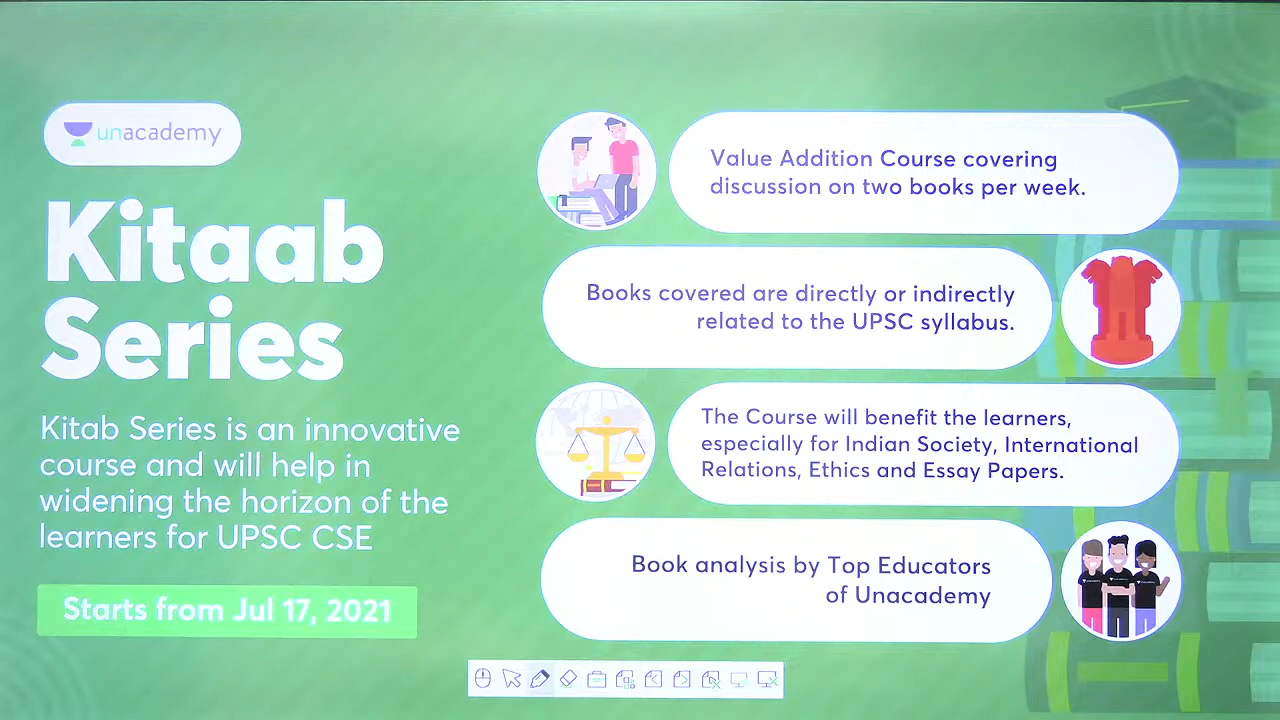 unacademy
Kitaab
Series
Kitab Series is an innovative
course and will help in
widening the horizon of the
learners for UPSC CSE
Starts from Jul 17, 2021
Value Addition Course covering
discussion on two books per week.
Books covered are directly or indirectly
related to the UPSC syllabus.
The Course will benefit the learners,
especially for Indian Society, International
Relations, Ethics and Essay Papers.
Book analysis by Top Educators
of Unacademy